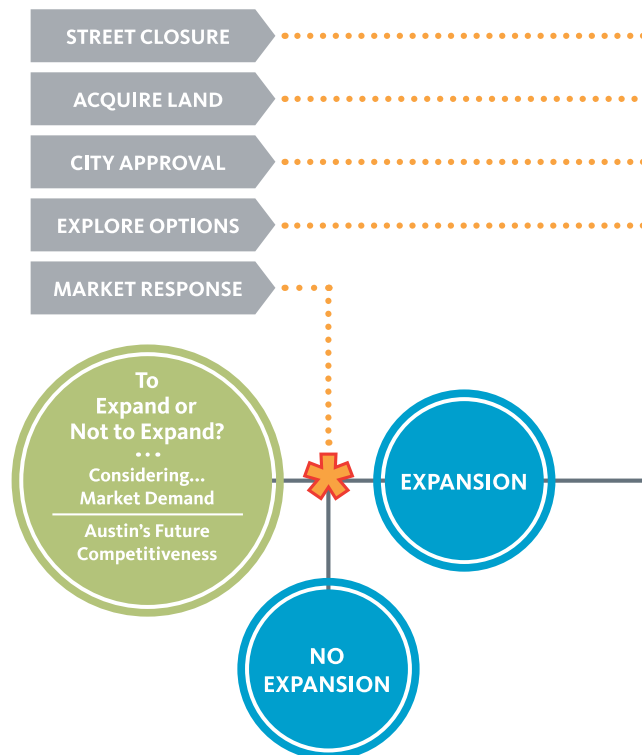 STREET CLOSURE
ACQUIRE LAND
CITY APPROVAL
EXPLORE OPTIONS
MARKET RESPONSE
To
Expand or
Not to Expand?
...
Considering...
Market Demand
Austin's Future
Competitiveness
EXPANSION
NO
EXPANSION